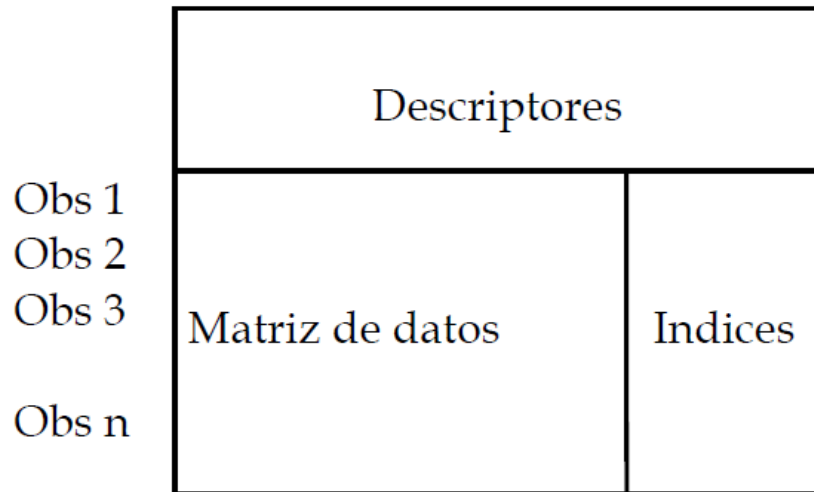 Descriptores
Obs 1
Obs 2
Obs 3
Matriz de datos
Indices
Obs n